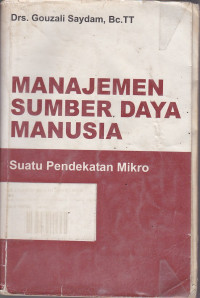 Drs. Gouzali Saydam, Bc.TT
MANAJEMEN
SUMBER DAYA
MANUSIA
Suatu Pendekatan Mikro